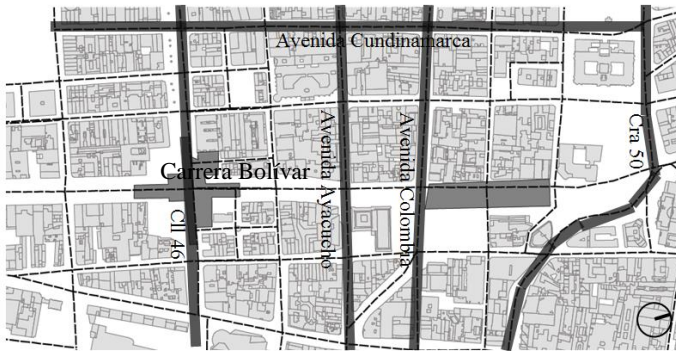 Avenida Cundinamarca
Avenida Ayacucho
Avenida Colombia
Cra 50
Carrera Bolívar
Cll 46